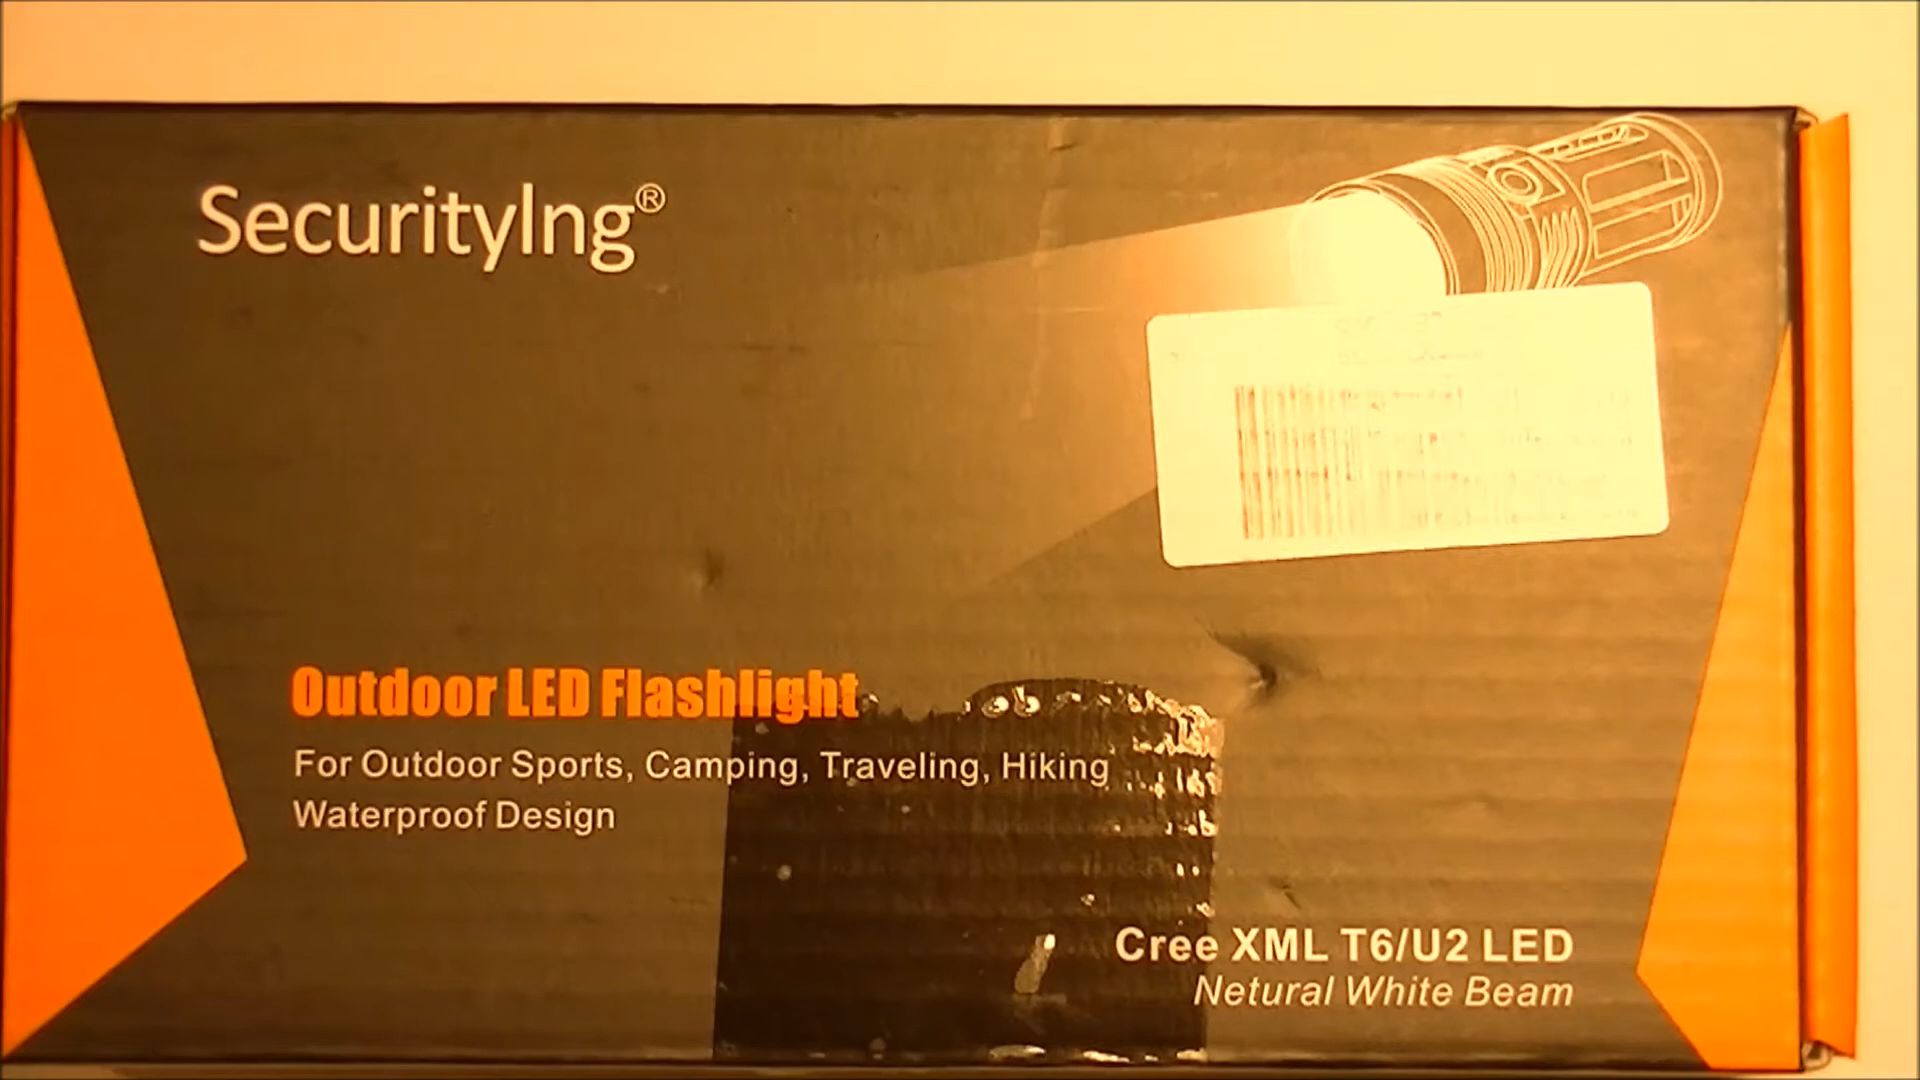 SecurityIng®
Outdoor LED Flashlight
For Outdoor Sports, Camping, Traveling, Hiking
Waterproof Design
Cree XML T6/U2 LED
Netural White Beam